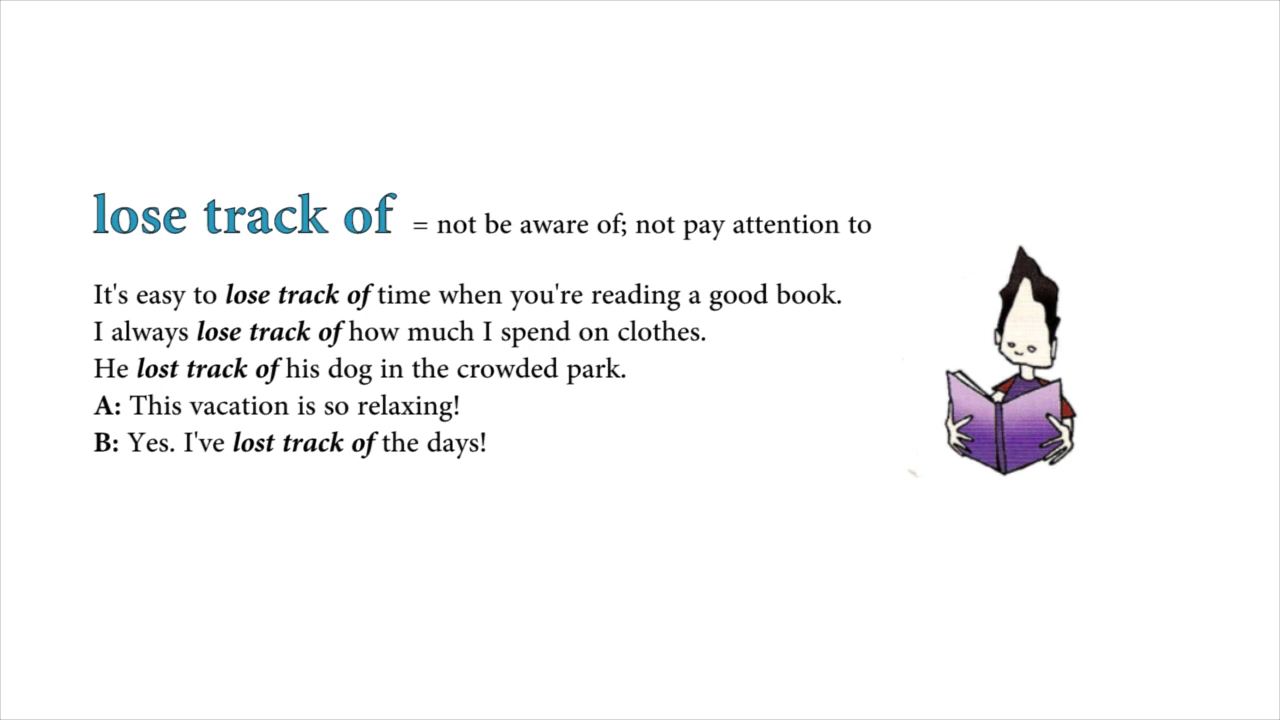 lose track of = not be aware of; not pay attention to
It's easy to lose track of time when you're reading a good book.
I always lose track of how much I spend on clothes.
He lost track of his dog in the crowded park.
A: This vacation is so relaxing!
B: Yes. I've lost track of the days!